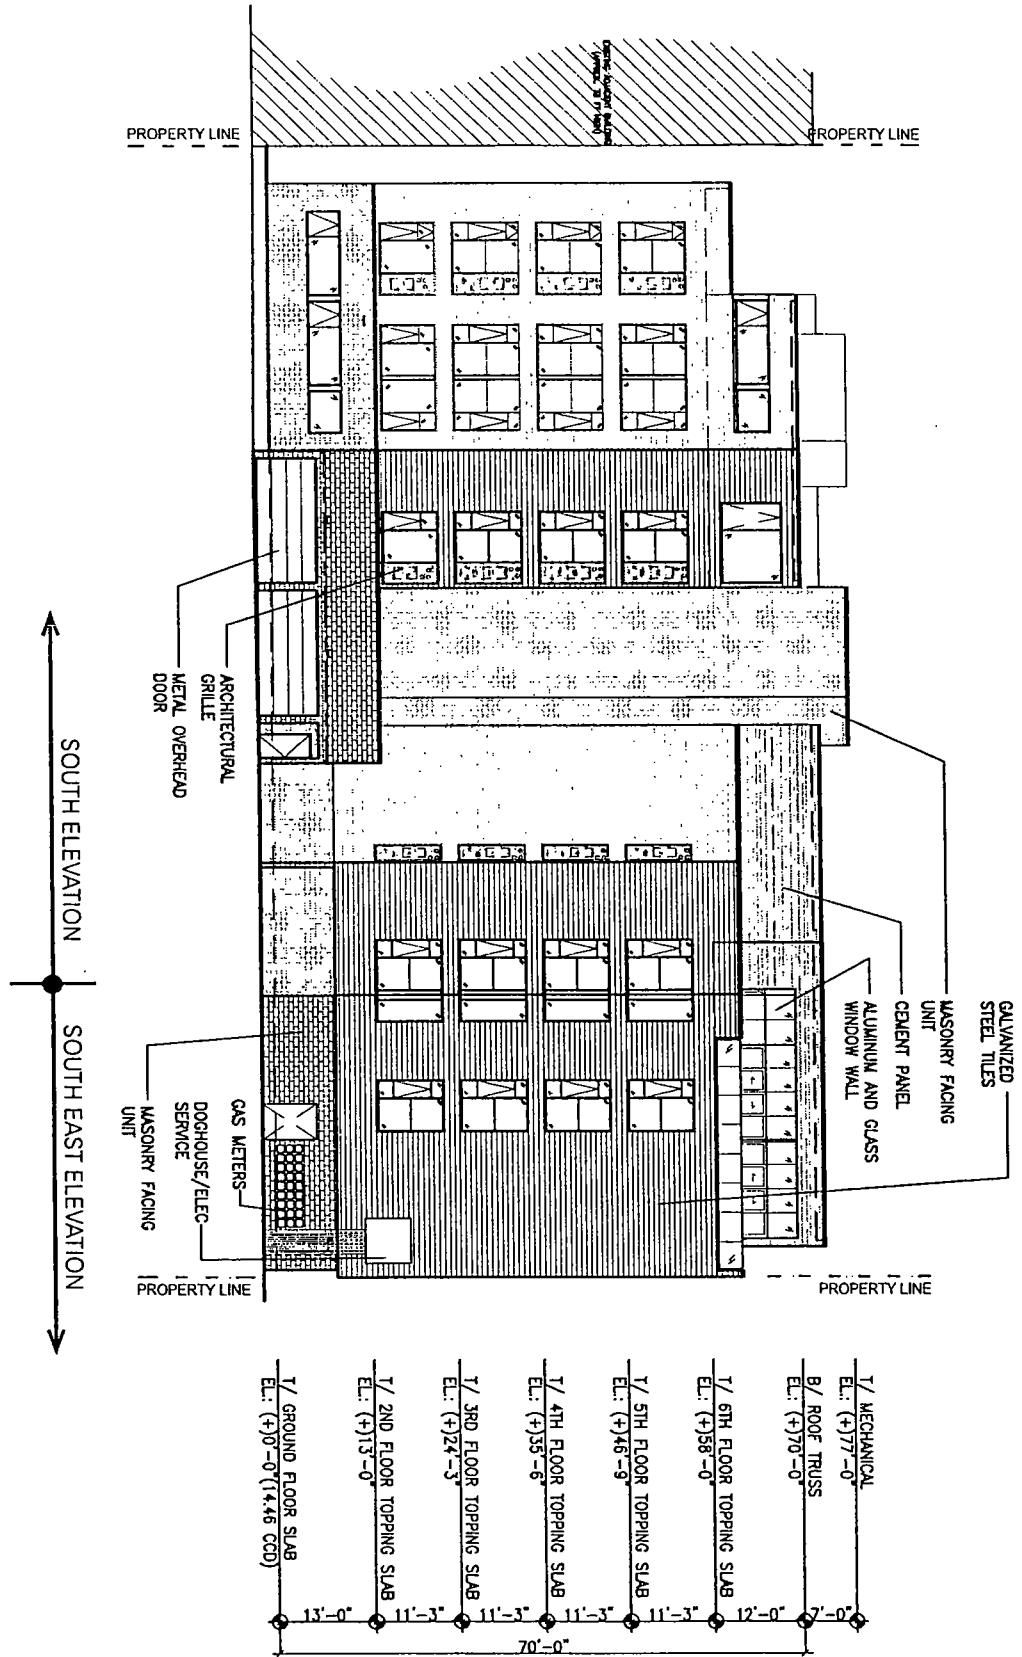 PROPERTY LINE
PROPERTY LINE
EXISTING ADJACENT BUILDING
ARCHITECTURAL
GRILLE
METAL OVERHEAD
DOOR
GALVANIZED
STEEL TILES
MASONRY FACING
UNIT
CEMENT PANEL
ALUMINUM AND GLASS
WINDOW WALL
GAS METERS
DOGHOUSE/ELEC
SERVICE
MASONRY FACING
UNIT
SOUTH ELEVATION
SOUTH EAST ELEVATION
PROPERTY LINE
PROPERTY LINE
T/ MECHANICAL
EL.: (+)77'-0"
B/ ROOF TRUSS
EL.: (+)70'-0"
T/ 6TH FLOOR TOPPING SLAB
EL.: (+)58'-0"
T/ 5TH FLOOR TOPPING SLAB
EL.: (+)46'-9"
T/ 4TH FLOOR TOPPING SLAB
EL.: (+)35'-6"
T/ 3RD FLOOR TOPPING SLAB
EL.: (+)24'-3"
T/ 2ND FLOOR TOPPING SLAB
EL.: (+)13'-0"
T/ GROUND FLOOR SLAB
EL.: (+)0'-0"(14.46 CCD)
13'-0"
11'-3"
11'-3"
11'-3"
11'-3"
12'-0"
7'-0"
70'-0"